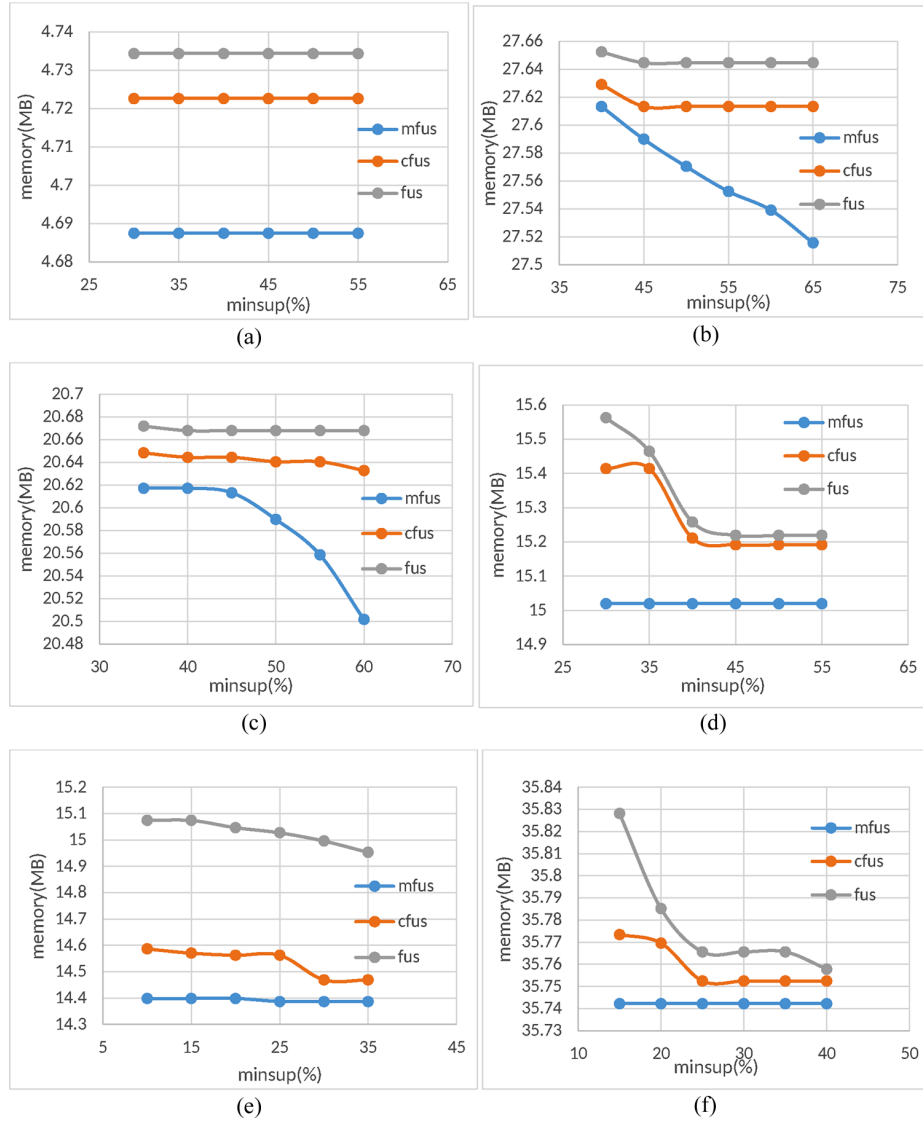 4.74
4.73
4.72
4.71
4.7
4.69
4.68
memory(MB)
25 35 45 55 65
minsup(%)
mfus
cfus
fus
(a)
27.66
27.64
27.62
27.6
27.58
27.56
27.54
27.52
27.5
memory(MB)
35 45 55 65 75
minsup(%)
mfus
cfus
fus
(b)
20.7
20.68
20.66
20.64
20.62
20.6
20.58
20.56
20.54
20.52
20.5
20.48
memory(MB)
30 40 50 60 70
minsup(%)
mfus
cfus
fus
(c)
15.6
15.5
15.4
15.3
15.2
15.1
15
14.9
memory(MB)
25 35 45 55 65
minsup(%)
mfus
cfus
fus
(d)
15.2
15.1
15
14.9
14.8
14.7
14.6
14.5
14.4
14.3
memory(MB)
5 15 25 35 45
minsup(%)
mfus
cfus
fus
(e)
35.84
35.83
35.82
35.81
35.8
35.79
35.78
35.77
35.76
35.75
35.74
35.73
memory(MB)
10 20 30 40 50
minsup(%)
mfus
cfus
fus
(f)